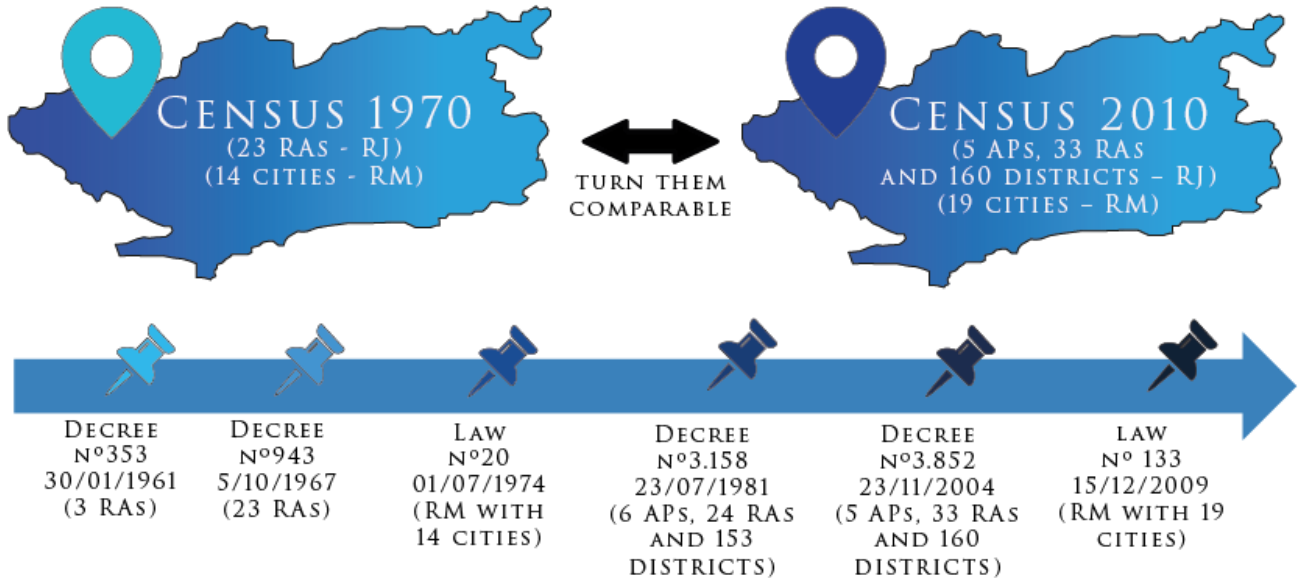 Census 1970
(23 RAs - RJ)
(14 cities - RM)
turn them
comparable
Census 2010
(5 APs, 33 RAs
and 160 districts – RJ)
(19 cities – RM)
Decree
nº353
30/01/1961
(3 RAs)
Decree
nº943
5/10/1967
(23 RAs)
Law
nº20
01/07/1974
(RM with
14 cities)
Decree
nº3.158
23/07/1981
(6 APs, 24 RAs
and 153
districts)
Decree
nº3.852
23/11/2004
(5 APs, 33 RAs
and 160
districts)
law
nº 133
15/12/2009
(RM with 19
cities)